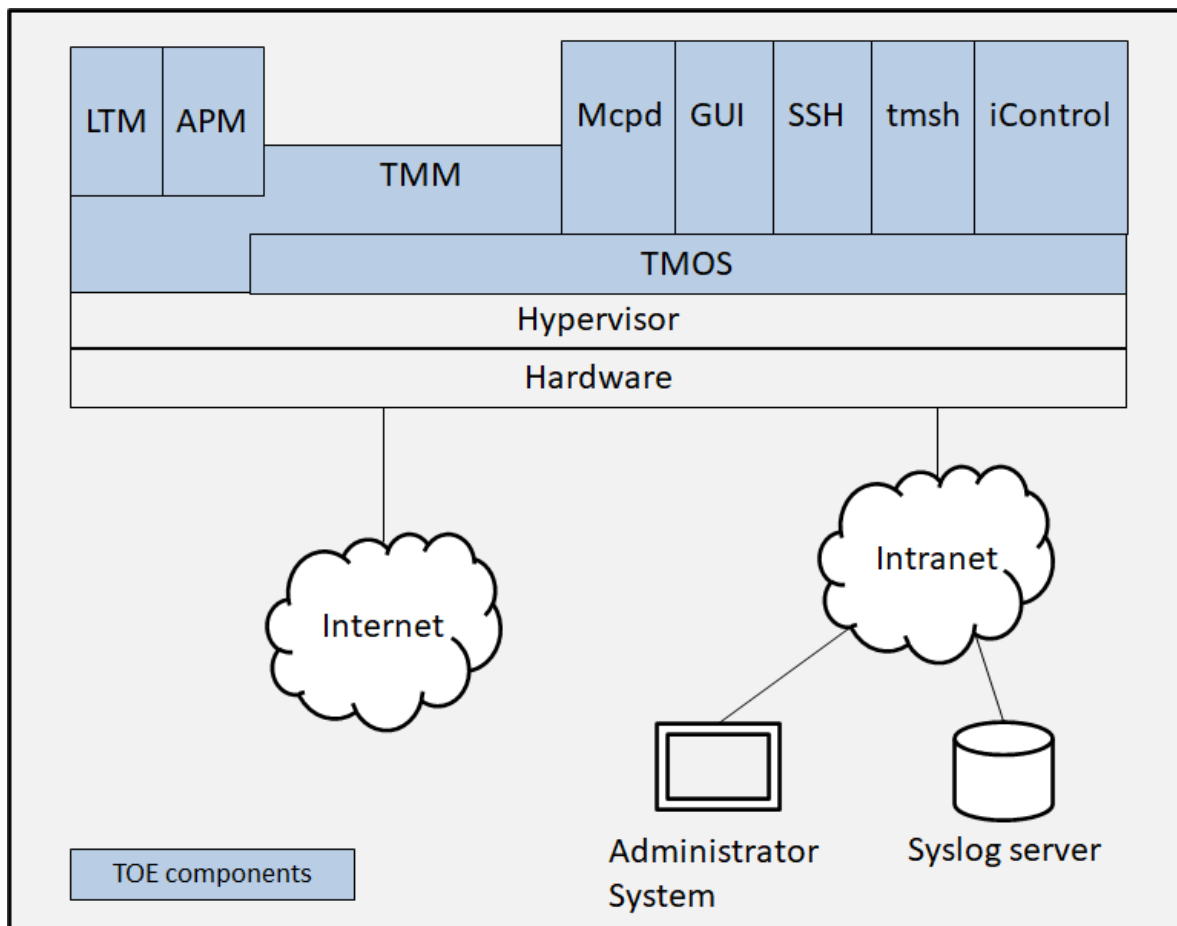 LTM
APM
TMM
Mcpd
GUI
SSH
tmsh
iControl
TMOS
Hypervisor
Hardware
Internet
Intranet
Administrator
System
Syslog server
TOE components